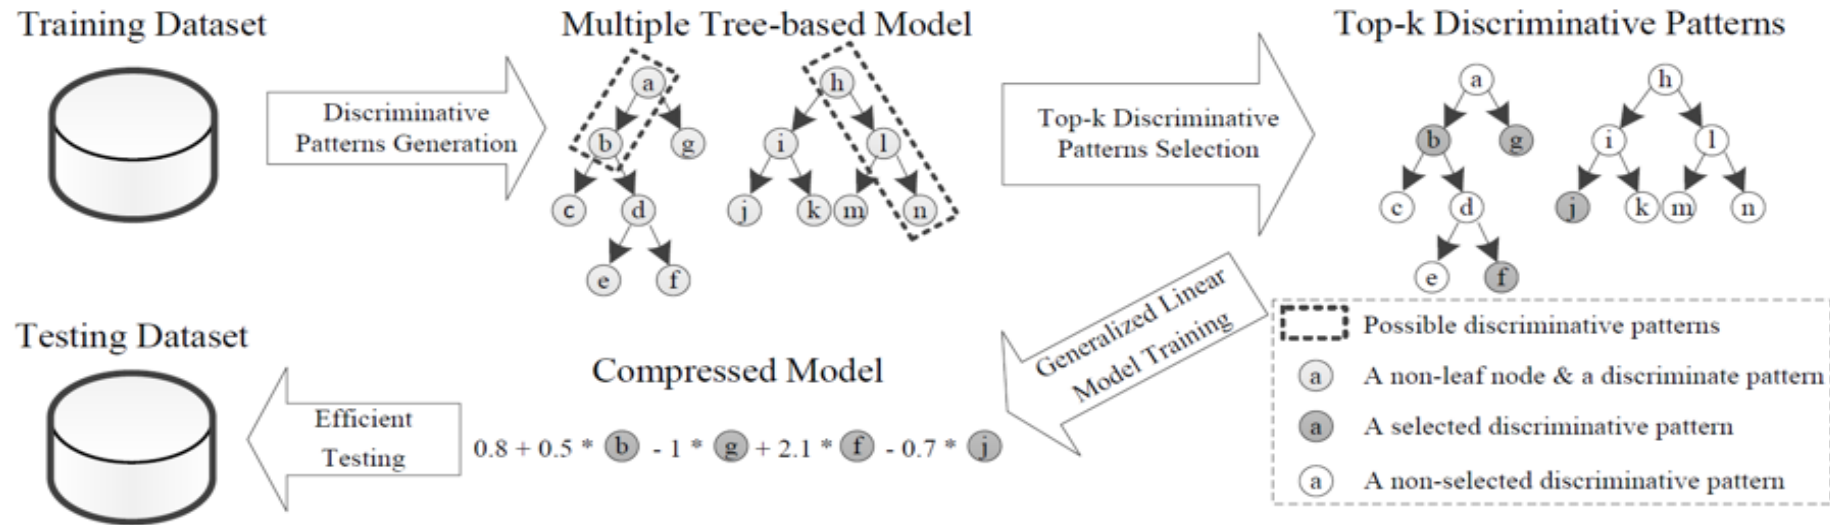 Training Dataset
Multiple Tree-based Model
Top-k Discriminative Patterns
Discriminative
Patterns Generation
a
b
g
c
d
e
f
h
i
l
j
k
m
n
Top-k Discriminative
Patterns Selection
a
b
g
c
d
e
f
h
i
l
j
k
m
n
Generalized Linear
Model Training
Possible discriminative patterns
a A non-leaf node & a discriminate pattern
a A selected discriminative pattern
a A non-selected discriminative pattern
Testing Dataset
Compressed Model
Efficient
Testing
0.8 + 0.5 * b - 1 * g + 2.1 * f - 0.7 * j